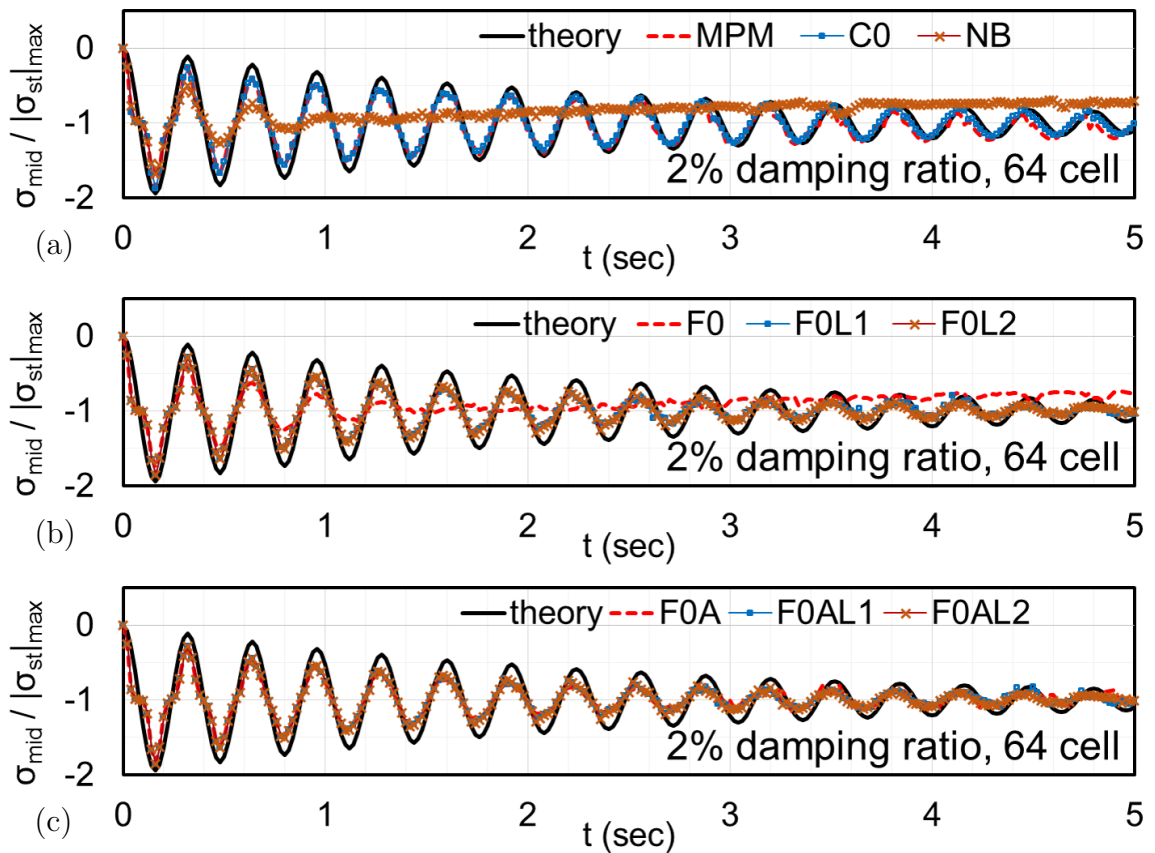 theory MPM C0 NB
0
-1
-2
σmid / |σst|max
2% damping ratio, 64 cell
0 1 2 3 4 5
t (sec)
(a)
theory F0 F0L1 F0L2
0
-1
-2
σmid / |σst|max
2% damping ratio, 64 cell
0 1 2 3 4 5
t (sec)
(b)
theory F0A F0AL1 F0AL2
0
-1
-2
σmid / |σst|max
2% damping ratio, 64 cell
0 1 2 3 4 5
t (sec)
(c)